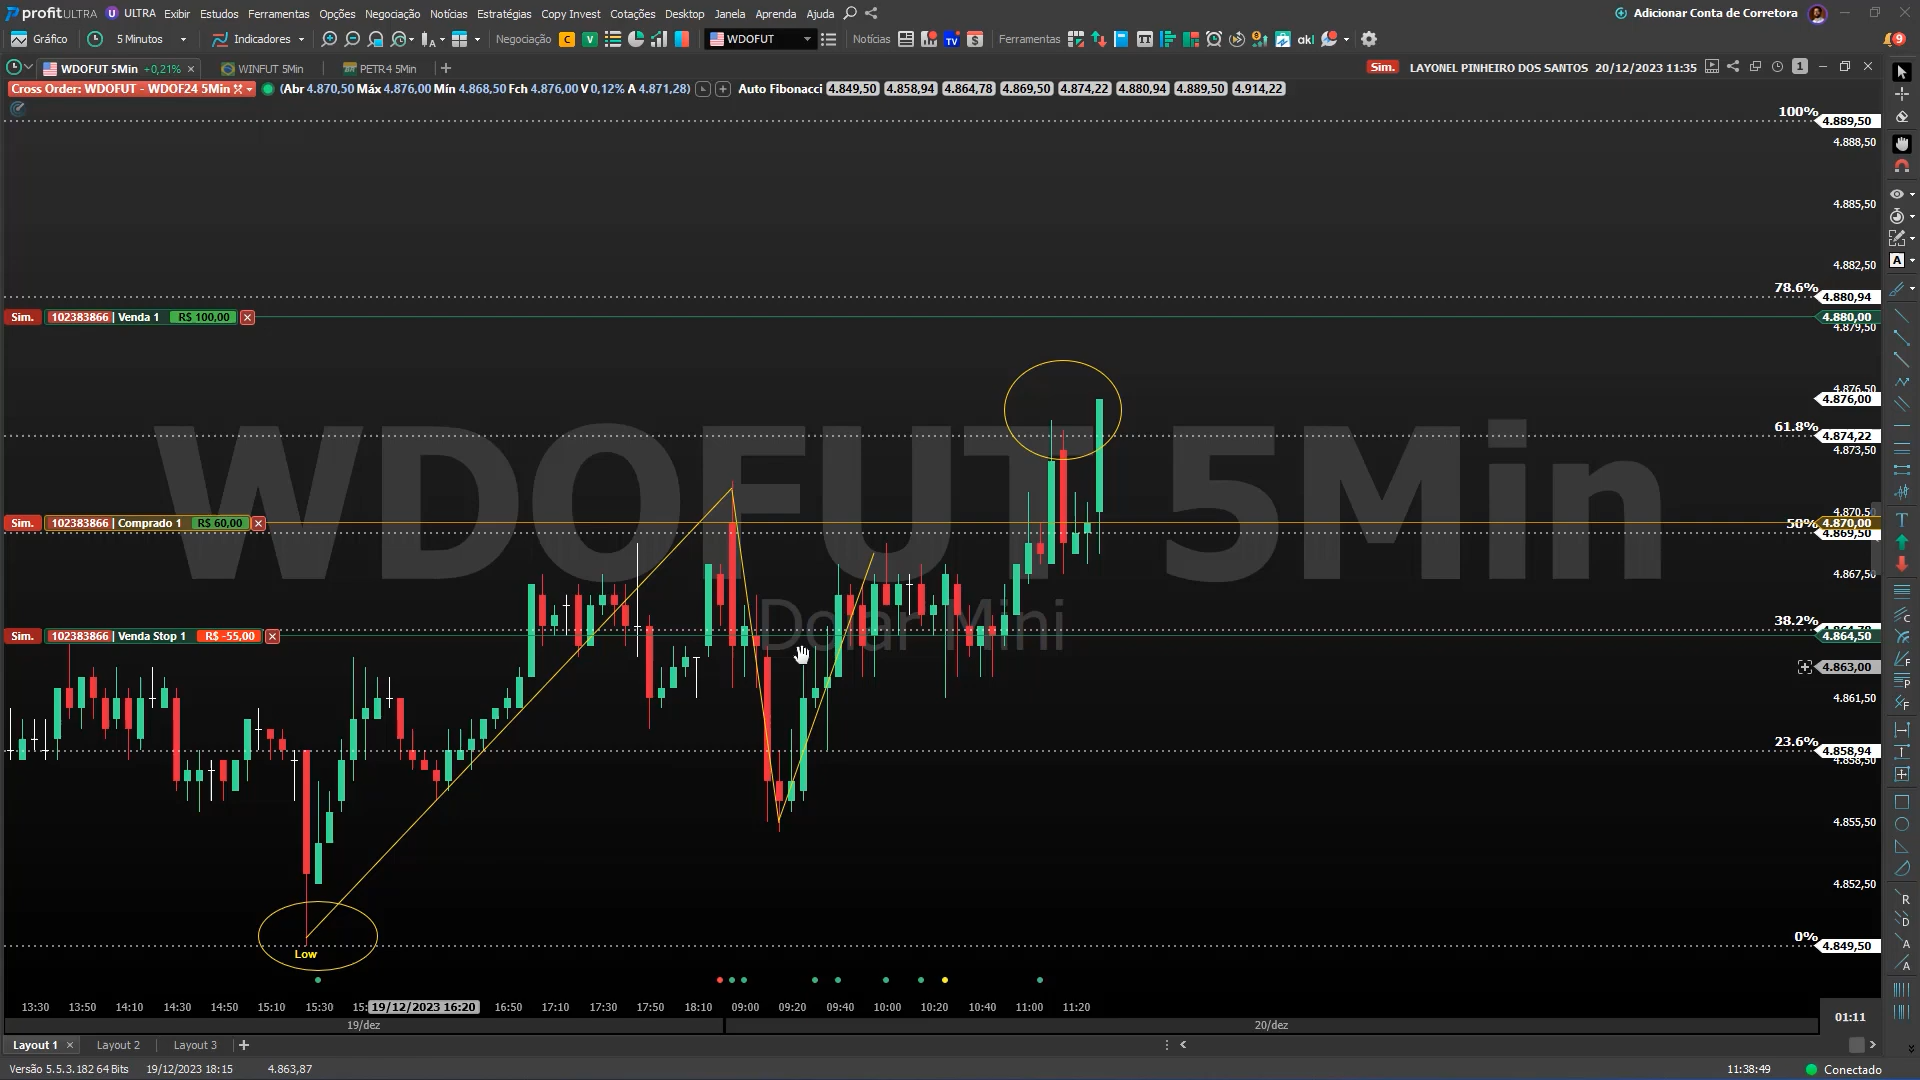 profitULTRA U ULTRA Exibir Estudos Ferramentas Opções Negociação Notícias Estratégias Copy Invest Cotações Desktop Janela Aprenda Ajuda Adicionar Conta de Corretora
Gráfico 5 Minutos Indicadores Negociação C V WDOFUT Notícias TV $ Ferramentas akl 9
WDOFUT 5Min +0,21% × WINFUT 5Min PETR4 5Min + Sim. LAYONEL PINHEIRO DOS SANTOS 20/12/2023 11:35 1
Cross Order: WDOFUT - WDOF24 5Min (Abr 4.870,50 Máx 4.876,00 Mín 4.868,50 Fch 4.876,00 V 0,12% A 4.871,28) Auto Fibonacci 4.849,50 4.858,94 4.864,78 4.869,50 4.874,22 4.880,94 4.889,50 4.914,22
100% 4.889,50
4.888,50
4.885,50
4.882,50
78.6% 4.880,94
Sim. 102383866 | Venda 1 R$ 100,00 4.880,00
4.879,50
4.876,50
4.876,00
61.8% 4.874,22
4.873,50
WDOFUT 5Min
4.870,50
Sim. 102383866 | Comprado 1 R$ 60,00 50% 4.870,00
4.869,50
4.867,50
Dolar Mini
38.2%
Sim. 102383866 | Venda Stop 1 R$ -55,00 4.864,50
4.863,00
4.861,50
23.6% 4.858,94
4.858,50
4.855,50
4.852,50
0% 4.849,50
Low
13:30 13:50 14:10 14:30 14:50 15:10 15:30 19/12/2023 16:20 16:50 17:10 17:30 17:50 18:10 09:00 09:20 09:40 10:00 10:20 10:40 11:00 11:20 01:11
19/dez 20/dez
Layout 1 × Layout 2 Layout 3 +
Versão 5.5.3.182 64 Bits 19/12/2023 18:15 4.863,87 11:38:49 Conectado